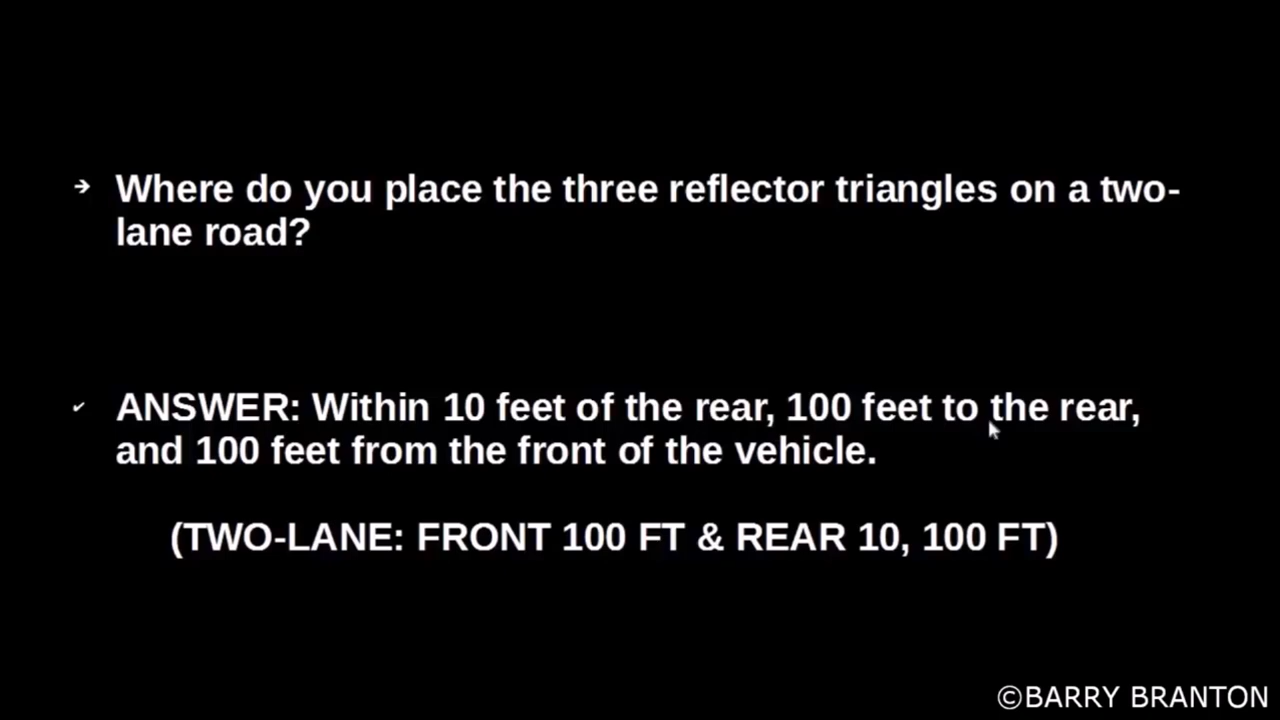 Where do you place the three reflector triangles on a two-
lane road?
ANSWER: Within 10 feet of the rear, 100 feet to the rear,
and 100 feet from the front of the vehicle.
(TWO-LANE: FRONT 100 FT & REAR 10, 100 FT)
©BARRY BRANTON